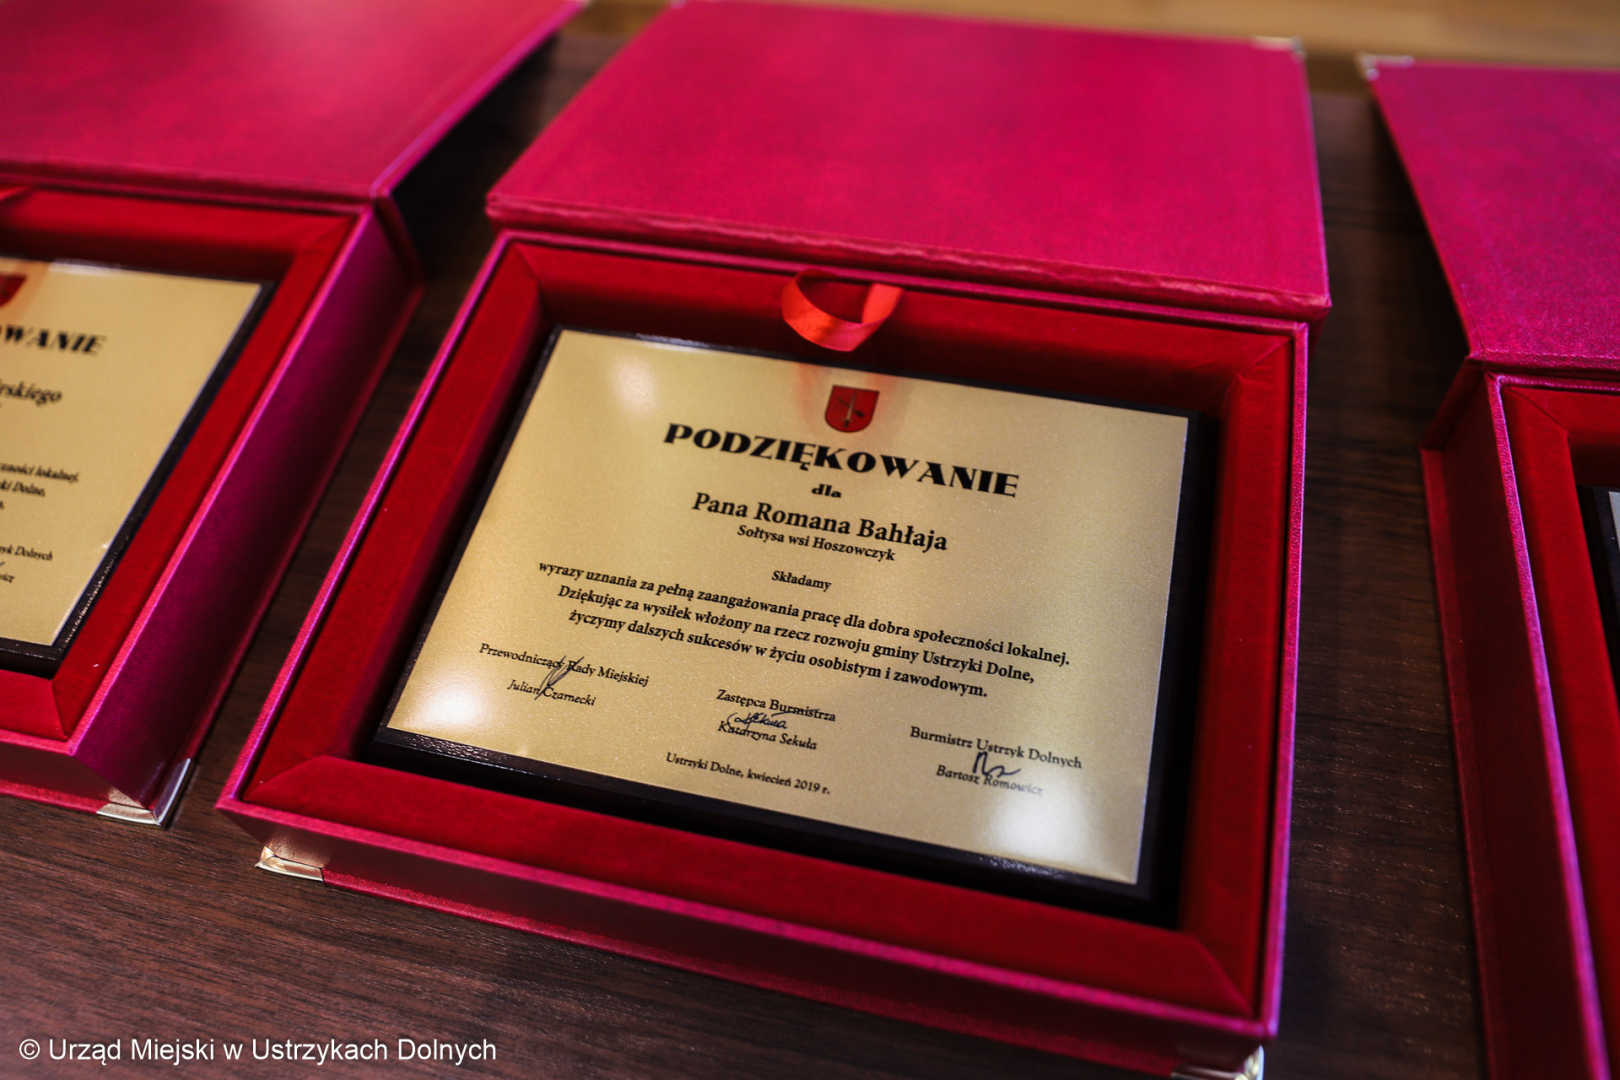 PODZIĘKOWANIE
dla
Pana Romana Bahłaja
Sołtysa wsi Hoszowczyk
Składamy
wyrazy uznania za pełną zaangażowania pracę dla dobra społeczności lokalnej.
Dziękując za wysiłek włożony na rzecz rozwoju gminy Ustrzyki Dolne,
życzymy dalszych sukcesów w życiu osobistym i zawodowym.
Przewodniczący Rady Miejskiej
Julian Czarnecki
Zastępca Burmistrza
Katarzyna Sekuła
Burmistrz Ustrzyk Dolnych
Bartosz Romowicz
Ustrzyki Dolne, kwiecień 2019 r.
lokalnej.
Dolne,
Dolnych
© Urząd Miejski w Ustrzykach Dolnych